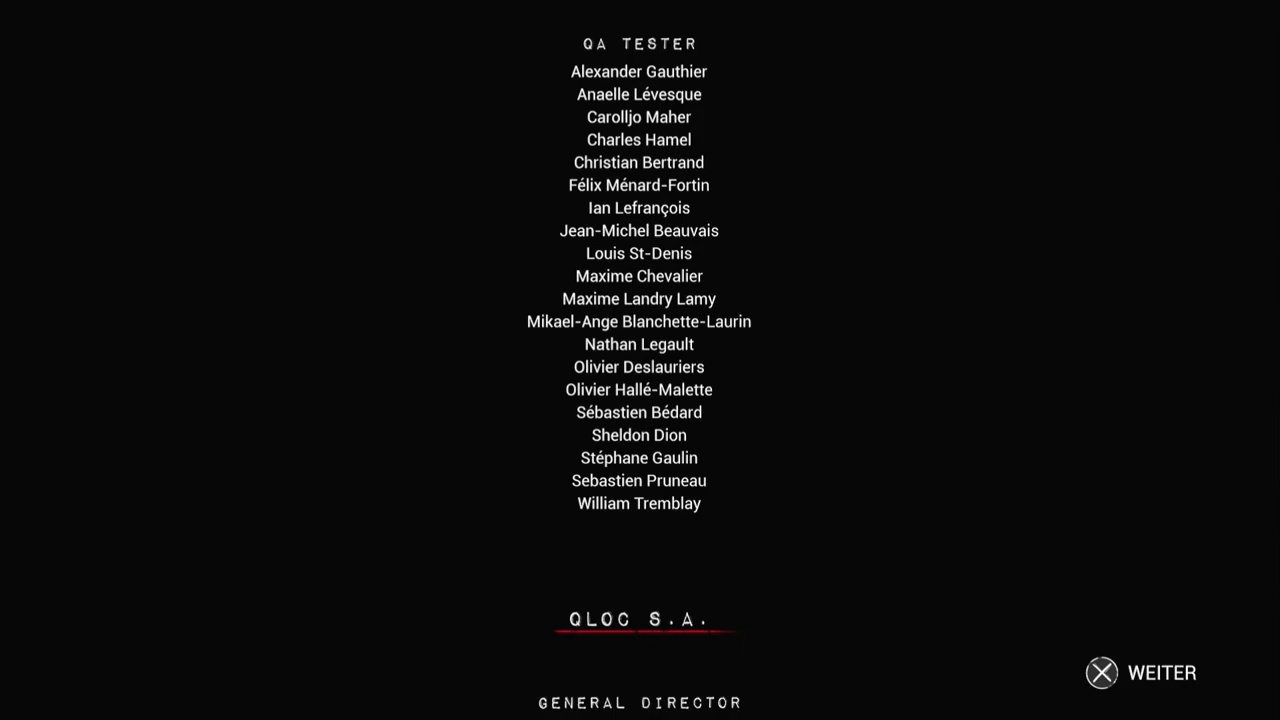 QA TESTER
Alexander Gauthier
Anaelle Lévesque
Carolljo Maher
Charles Hamel
Christian Bertrand
Félix Ménard-Fortin
Ian Lefrançois
Jean-Michel Beauvais
Louis St-Denis
Maxime Chevalier
Maxime Landry Lamy
Mikael-Ange Blanchette-Laurin
Nathan Legault
Olivier Deslauriers
Olivier Hallé-Malette
Sébastien Bédard
Sheldon Dion
Stéphane Gaulin
Sebastien Pruneau
William Tremblay
QLOC S.A.
WEITER
GENERAL DIRECTOR